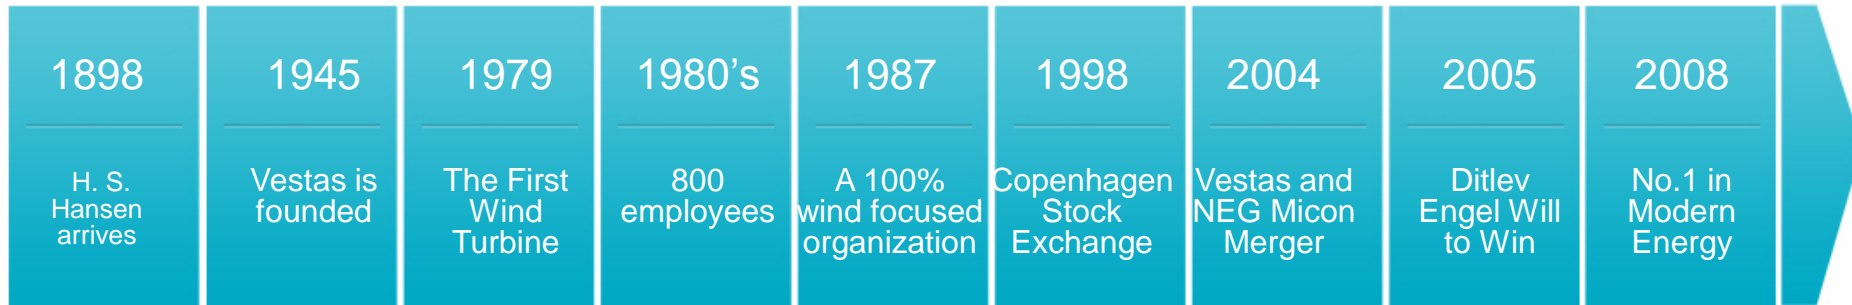 1898
H. S.
Hansen
arrives
1945
Vestas is
founded
1979
The First
Wind
Turbine
1980’s
800
employees
1987
A 100%
wind focused
organization
1998
Copenhagen
Stock
Exchange
2004
Vestas and
NEG Micon
Merger
2005
Ditlev
Engel Will
to Win
2008
No.1 in
Modern
Energy